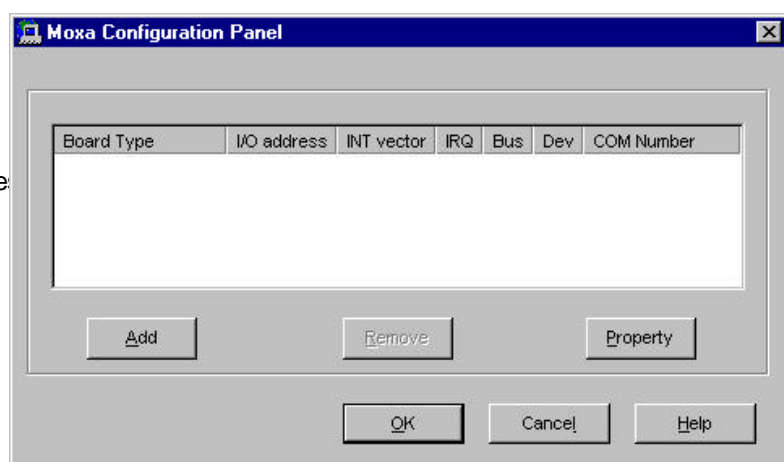 Moxa Configuration Panel
Board Type I/O address INT vector IRQ Bus Dev COM Number
Add Remove Property
OK Cancel Help